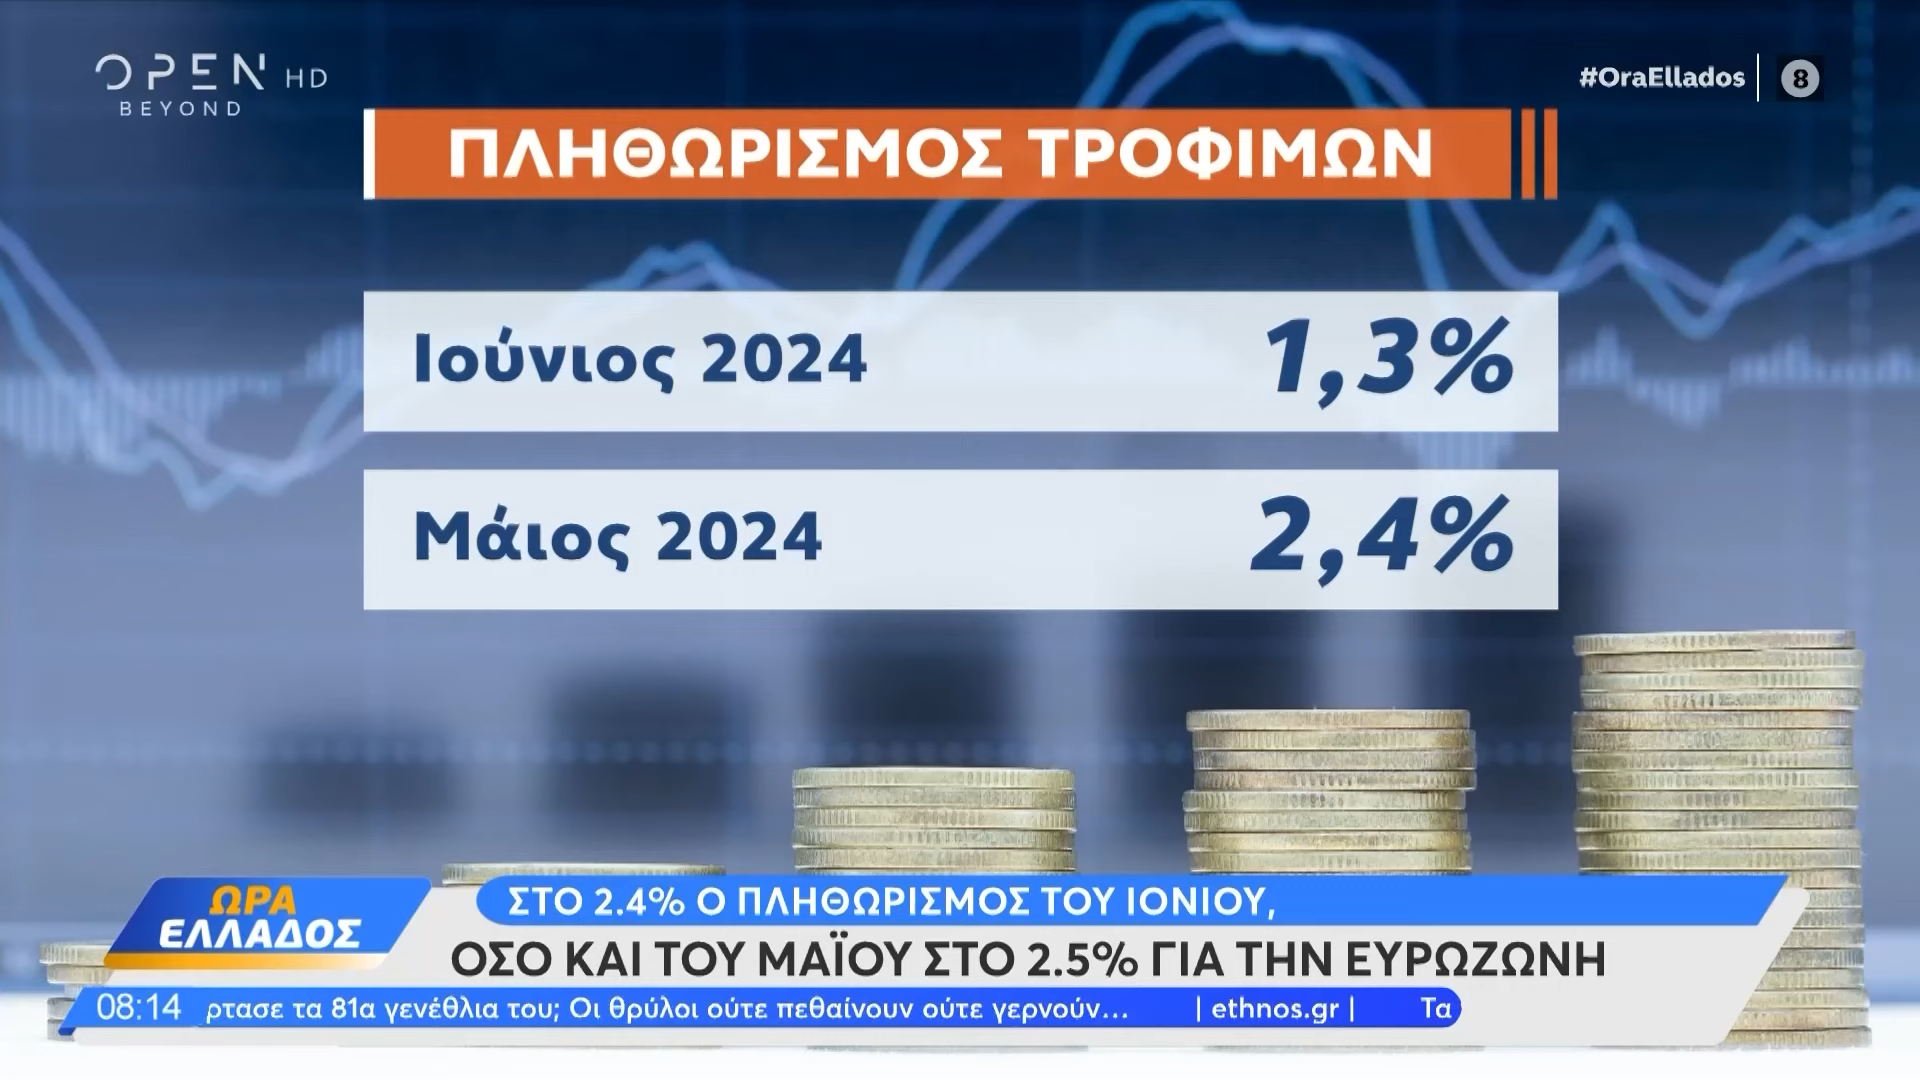 OPEN HD
BEYOND
#OraEllados
8
ΠΛΗΘΩΡΙΣΜΟΣ ΤΡΟΦΙΜΩΝ
Ιούνιος 2024 1,3%
Μάιος 2024 2,4%
ΩΡΑ
ΕΛΛΑΔΟΣ
ΣΤΟ 2.4% Ο ΠΛΗΘΩΡΙΣΜΟΣ ΤΟΥ ΙΟΝΙΟΥ,
ΟΣΟ ΚΑΙ ΤΟΥ ΜΑΪΟΥ ΣΤΟ 2.5% ΓΙΑ ΤΗΝ ΕΥΡΩΖΩΝΗ
08:14 ρτασε τα 81α γενέθλια του; Οι θρύλοι ούτε πεθαίνουν ούτε γερνούν... | ethnos.gr | Τα